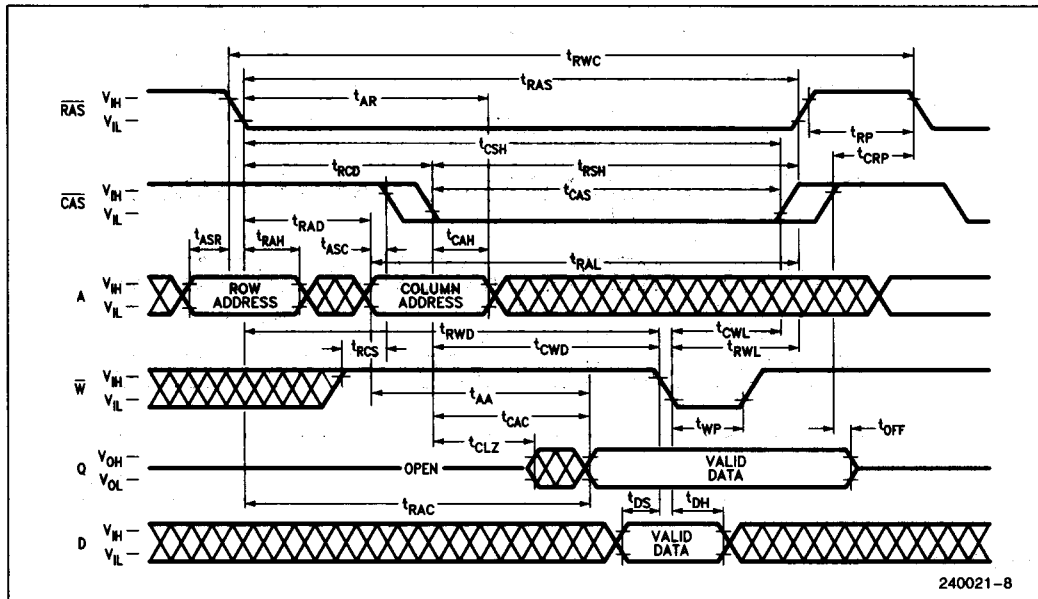 tRWC
tRAS
tAR
RAS
VIH
VIL
tRP
tCSH
tCRP
tRCD
tRSH
CAS
VIH
VIL
tCAS
tRAD
tASR
tRAH
tASC
tCAH
tRAL
A
VIH
VIL
ROW
ADDRESS
COLUMN
ADDRESS
tRWD
tCWL
tRCS
tCWD
tRWL
W
VIH
VIL
tAA
tCAC
tWP
tOFF
tCLZ
Q
VOH
VOL
OPEN
VALID
DATA
tRAC
tDS
tDH
D
VIH
VIL
VALID
DATA
240021-8